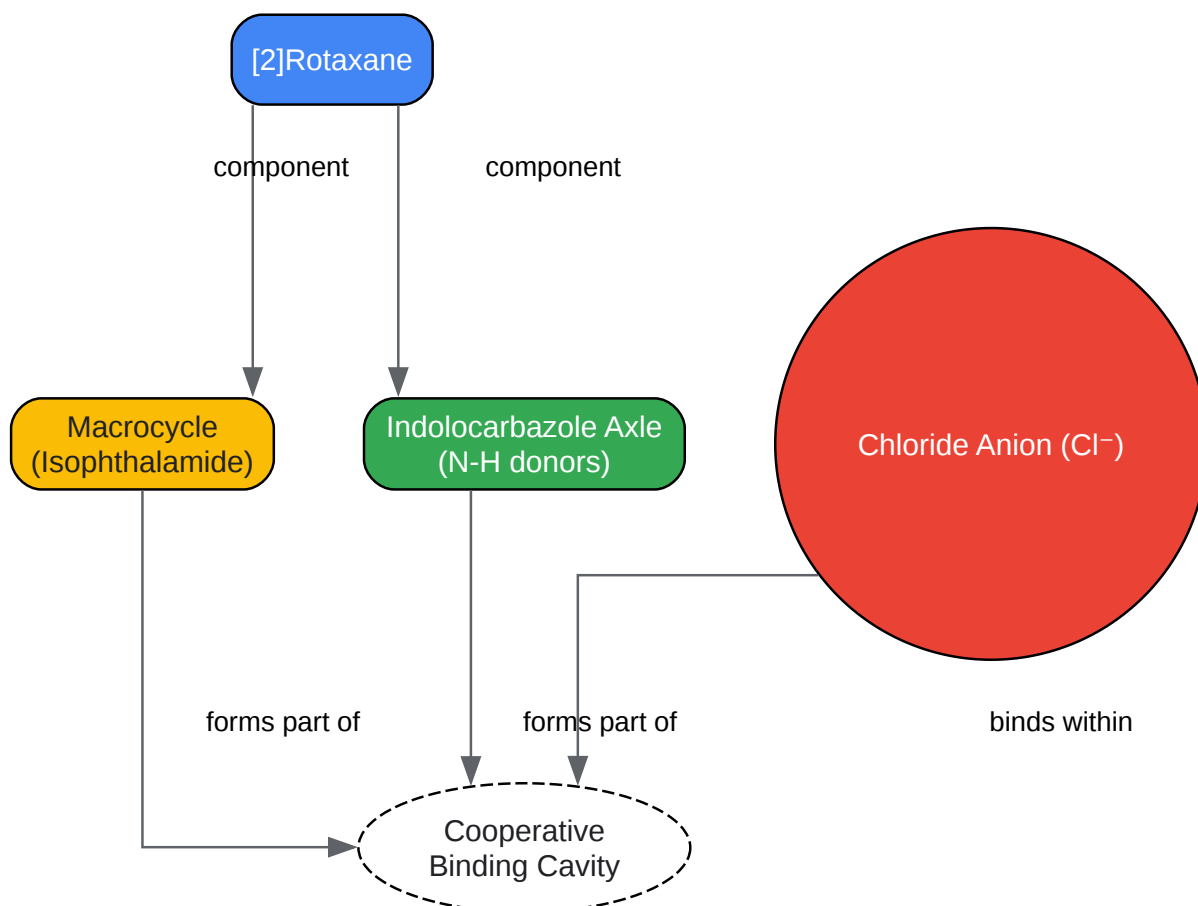 [2]Rotaxane
component
component
Macrocycle
(Isophthalamide)
Indolocarbazole Axle
(N-H donors)
Chloride Anion (Cl⁻)
forms part of
forms part of
binds within
Cooperative
Binding Cavity